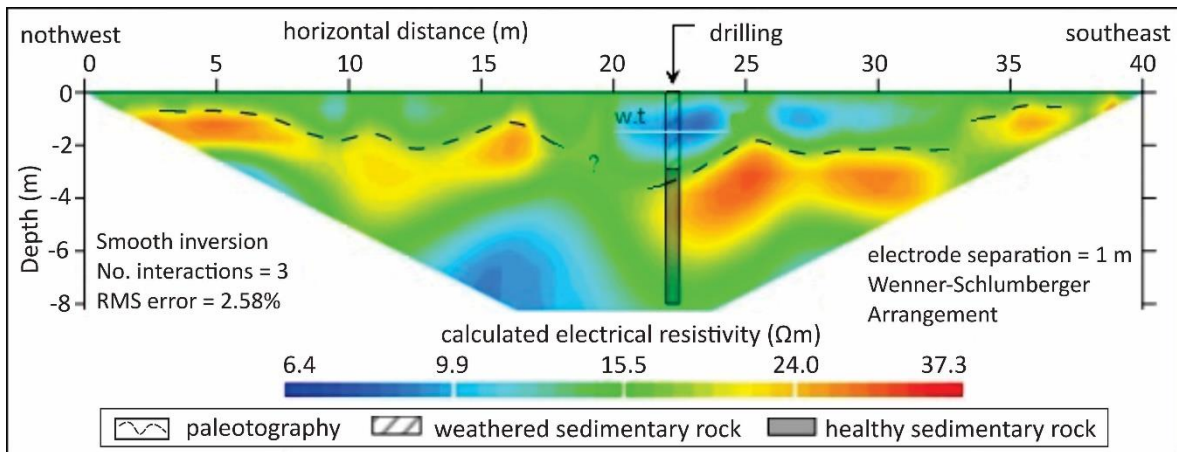 nothwest
horizontal distance (m)
drilling
southeast
0 5 10 15 20 25 30 35 40
0
-2
-4
-6
-8
Depth (m)
w.t
?
Smooth inversion
No. interactions = 3
RMS error = 2.58%
electrode separation = 1 m
Wenner-Schlumberger
Arrangement
calculated electrical resistivity (Ωm)
6.4 9.9 15.5 24.0 37.3
paleotography
weathered sedimentary rock
healthy sedimentary rock